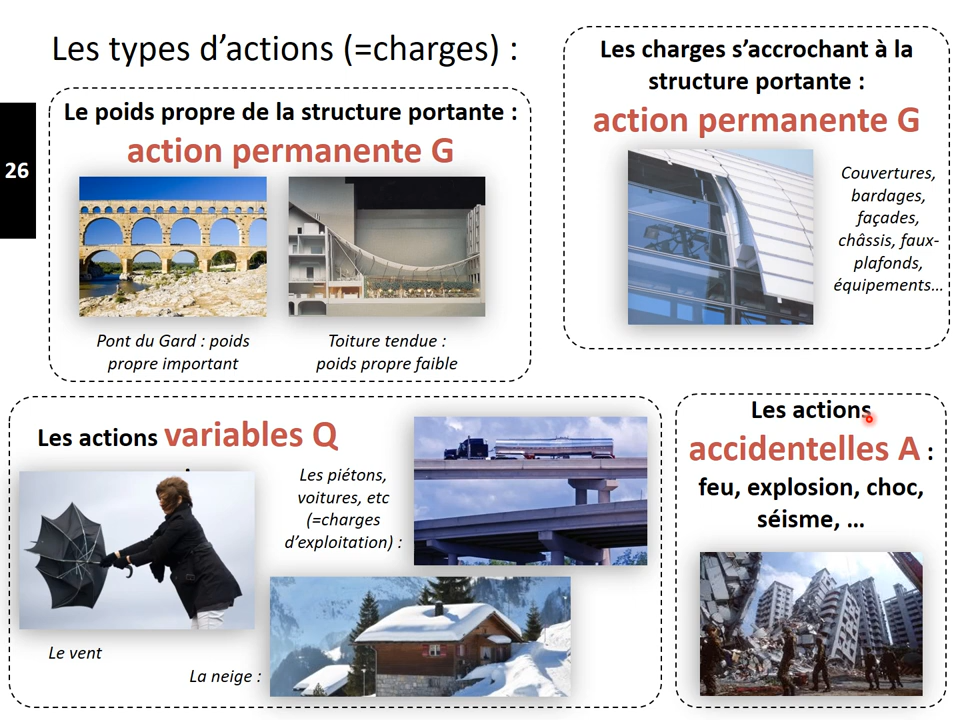 Les types d’actions (=charges) :
26
Le poids propre de la structure portante :
action permanente G
Pont du Gard : poids
propre important
Toiture tendue :
poids propre faible
Les charges s’accrochant à la
structure portante :
action permanente G
Couvertures,
bardages,
façades,
châssis, faux-
plafonds,
équipements…
Les actions variables Q
Les piétons,
voitures, etc
(=charges
d’exploitation) :
Le vent
La neige :
Les actions
accidentelles A :
feu, explosion, choc,
séisme, …